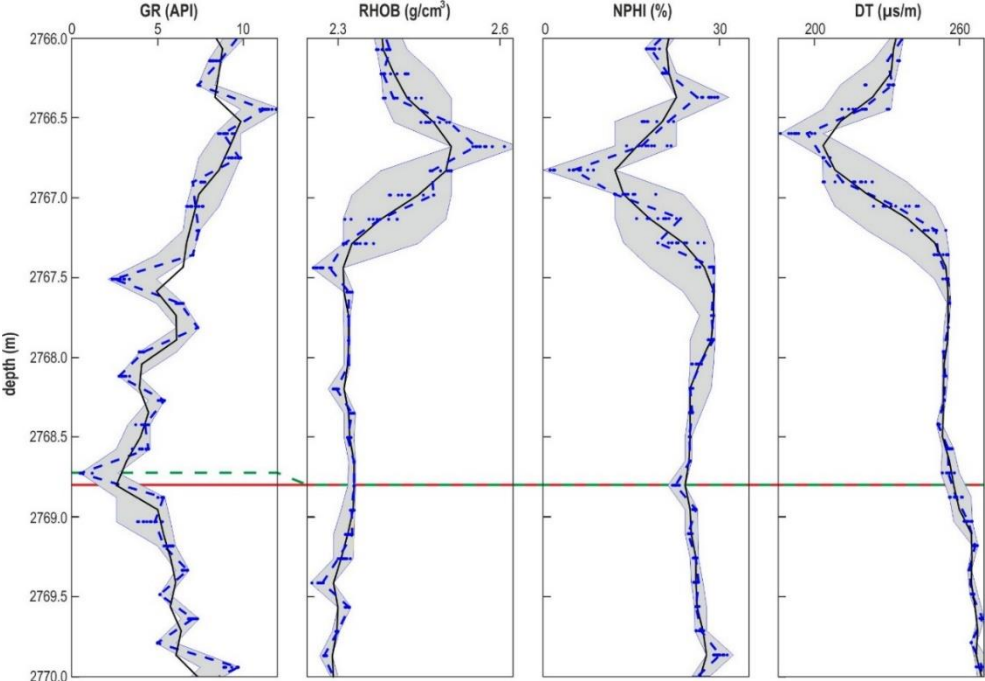 GR (API)
RHOB (g/cm³)
NPHI (%)
DT (µs/m)
0 5 10
2.3 2.6
0 30
200 260
depth (m)
2766.0
2766.5
2767.0
2767.5
2768.0
2768.5
2769.0
2769.5
2770.0